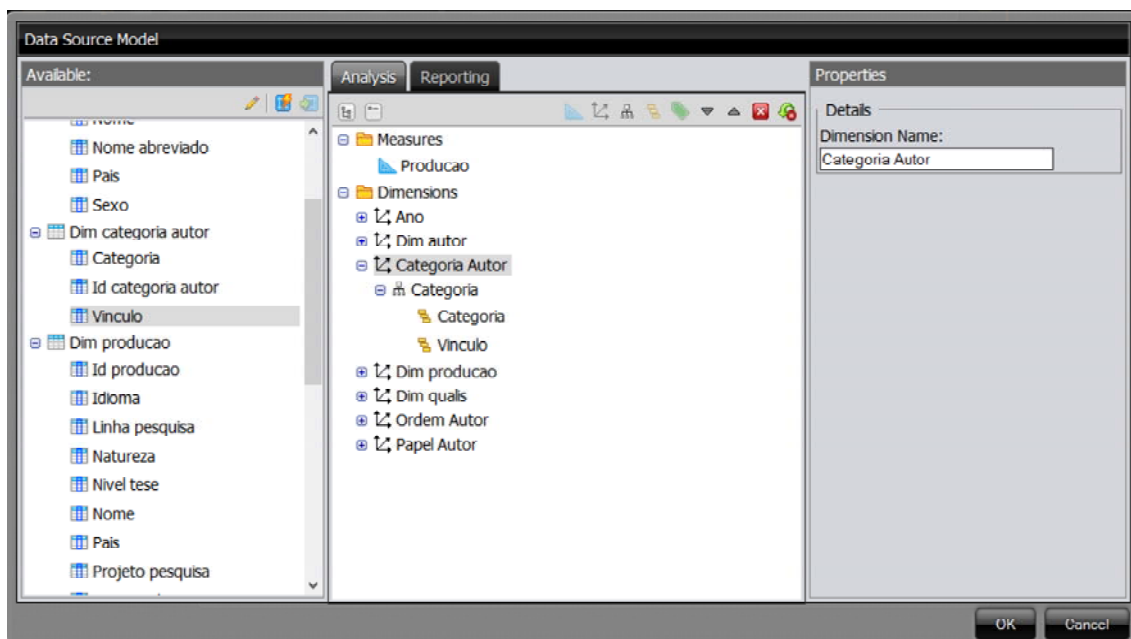 Data Source Model
Available:
Nome
Nome abreviado
Pais
Sexo
Dim categoria autor
Categoria
Id categoria autor
Vinculo
Dim producao
Id producao
Idioma
Linha pesquisa
Natureza
Nivel tese
Nome
Pais
Projeto pesquisa
Analysis
Reporting
Measures
Producao
Dimensions
Ano
Dim autor
Categoria Autor
Categoria
Categoria
Vinculo
Dim producao
Dim qualis
Ordem Autor
Papel Autor
Properties
Details
Dimension Name:
Categoria Autor
OK
Cancel